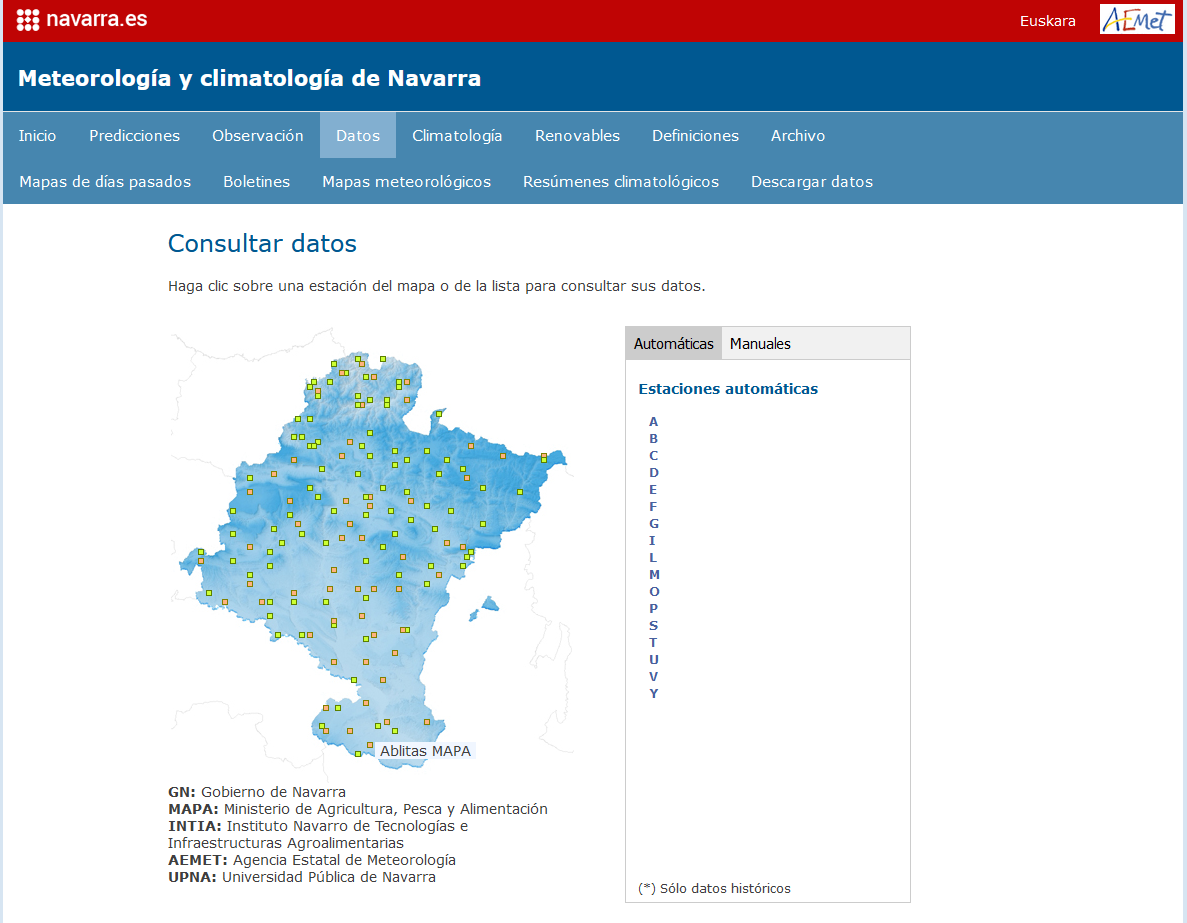 navarra.es
Euskara
AEMet
Meteorología y climatología de Navarra
Inicio Predicciones Observación Datos Climatología Renovables Definiciones Archivo
Mapas de días pasados Boletines Mapas meteorológicos Resúmenes climatológicos Descargar datos
Consultar datos
Haga clic sobre una estación del mapa o de la lista para consultar sus datos.
Ablitas MAPA
GN: Gobierno de Navarra
MAPA: Ministerio de Agricultura, Pesca y Alimentación
INTIA: Instituto Navarro de Tecnologías e
Infraestructuras Agroalimentarias
AEMET: Agencia Estatal de Meteorología
UPNA: Universidad Pública de Navarra
Automáticas Manuales
Estaciones automáticas
A
B
C
D
E
F
G
I
L
M
O
P
S
T
U
V
Y
(*) Sólo datos históricos